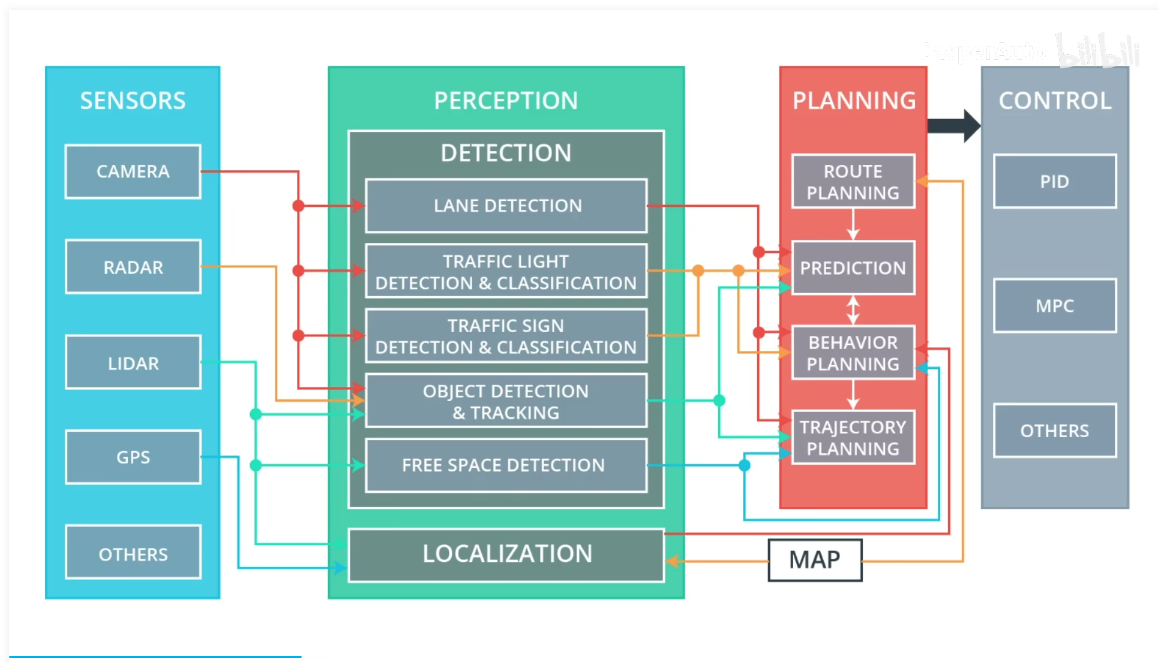 SENSORS
CAMERA
RADAR
LIDAR
GPS
OTHERS
PERCEPTION
DETECTION
LANE DETECTION
TRAFFIC LIGHT
DETECTION & CLASSIFICATION
TRAFFIC SIGN
DETECTION & CLASSIFICATION
OBJECT DETECTION
& TRACKING
FREE SPACE DETECTION
LOCALIZATION
PLANNING
ROUTE
PLANNING
PREDICTION
BEHAVIOR
PLANNING
TRAJECTORY
PLANNING
MAP
CONTROL
PID
MPC
OTHERS
bilibili